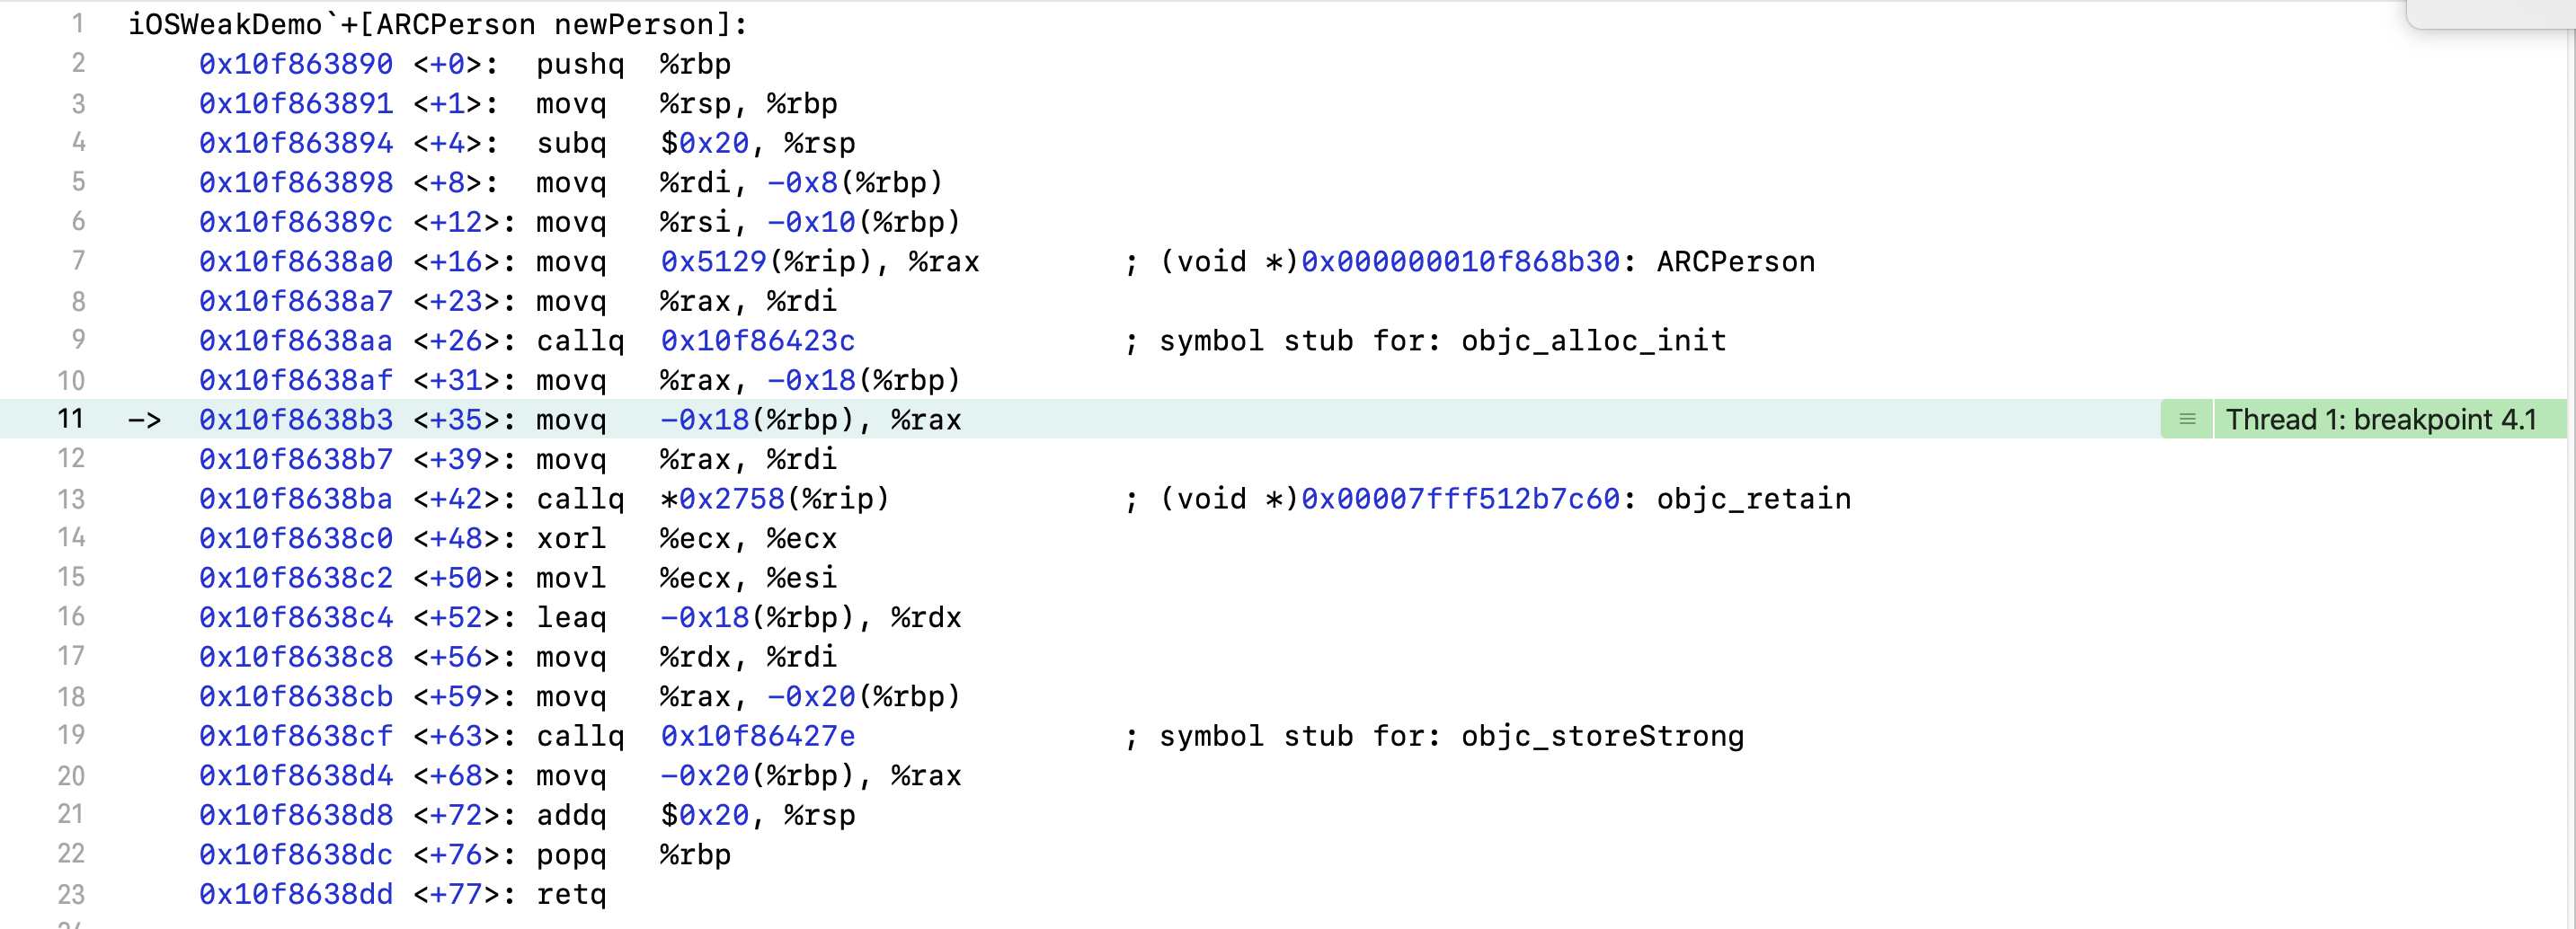 1 iOSWeakDemo`+[ARCPerson newPerson]:
2 0x10f863890 <+0>: pushq %rbp
3 0x10f863891 <+1>: movq %rsp, %rbp
4 0x10f863894 <+4>: subq $0x20, %rsp
5 0x10f863898 <+8>: movq %rdi, -0x8(%rbp)
6 0x10f86389c <+12>: movq %rsi, -0x10(%rbp)
7 0x10f8638a0 <+16>: movq 0x5129(%rip), %rax ; (void *)0x000000010f868b30: ARCPerson
8 0x10f8638a7 <+23>: movq %rax, %rdi
9 0x10f8638aa <+26>: callq 0x10f86423c ; symbol stub for: objc_alloc_init
10 0x10f8638af <+31>: movq %rax, -0x18(%rbp)
11 -> 0x10f8638b3 <+35>: movq -0x18(%rbp), %rax Thread 1: breakpoint 4.1
12 0x10f8638b7 <+39>: movq %rax, %rdi
13 0x10f8638ba <+42>: callq *0x2758(%rip) ; (void *)0x00007fff512b7c60: objc_retain
14 0x10f8638c0 <+48>: xorl %ecx, %ecx
15 0x10f8638c2 <+50>: movl %ecx, %esi
16 0x10f8638c4 <+52>: leaq -0x18(%rbp), %rdx
17 0x10f8638c8 <+56>: movq %rdx, %rdi
18 0x10f8638cb <+59>: movq %rax, -0x20(%rbp)
19 0x10f8638cf <+63>: callq 0x10f86427e ; symbol stub for: objc_storeStrong
20 0x10f8638d4 <+68>: movq -0x20(%rbp), %rax
21 0x10f8638d8 <+72>: addq $0x20, %rsp
22 0x10f8638dc <+76>: popq %rbp
23 0x10f8638dd <+77>: retq